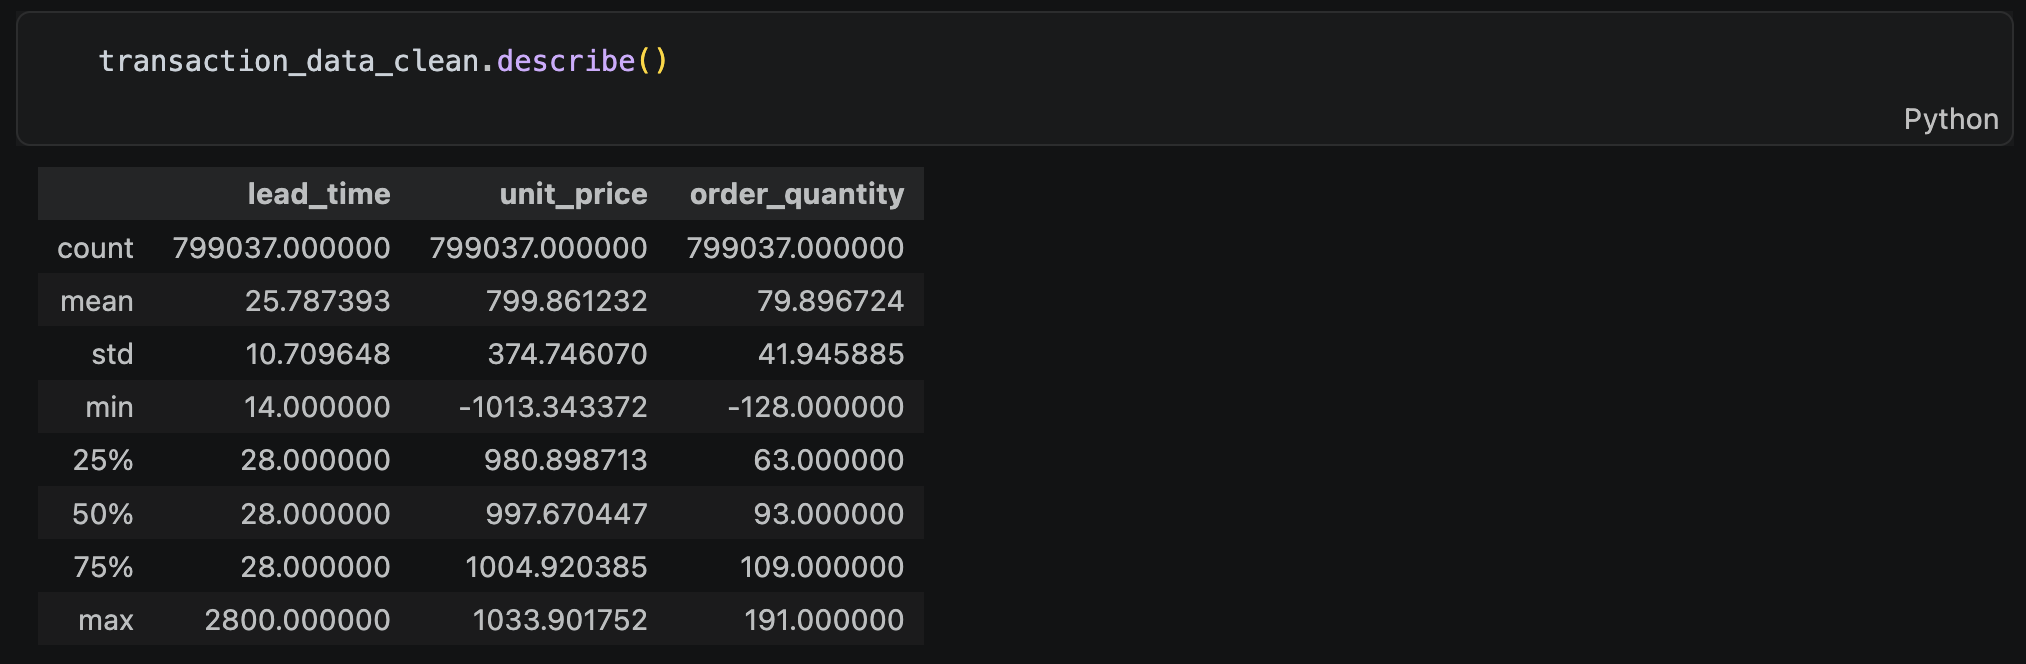 transaction_data_clean.describe()
Python
lead_time unit_price order_quantity
count 799037.000000 799037.000000 799037.000000
mean 25.787393 799.861232 79.896724
std 10.709648 374.746070 41.945885
min 14.000000 -1013.343372 -128.000000
25% 28.000000 980.898713 63.000000
50% 28.000000 997.670447 93.000000
75% 28.000000 1004.920385 109.000000
max 2800.000000 1033.901752 191.000000